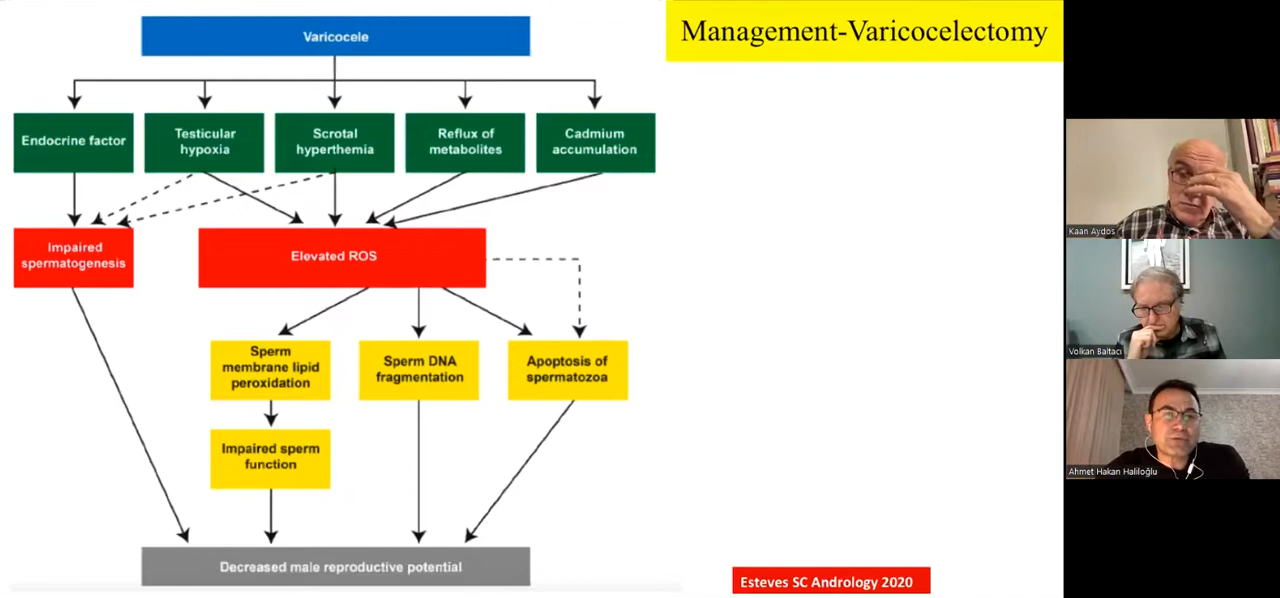 Varicocele
Management-Varicocelectomy
Endocrine factor
Testicular
hypoxia
Scrotal
hyperthemia
Reflux of
metabolites
Cadmium
accumulation
Impaired
spermatogenesis
Elevated ROS
Sperm
membrane lipid
peroxidation
Sperm DNA
fragmentation
Apoptosis of
spermatozoa
Impaired sperm
function
Decreased male reproductive potential
Esteves SC Andrology 2020
Kaan Aydos
Volkan Baltacı
Ahmet Hakan Haliloğlu